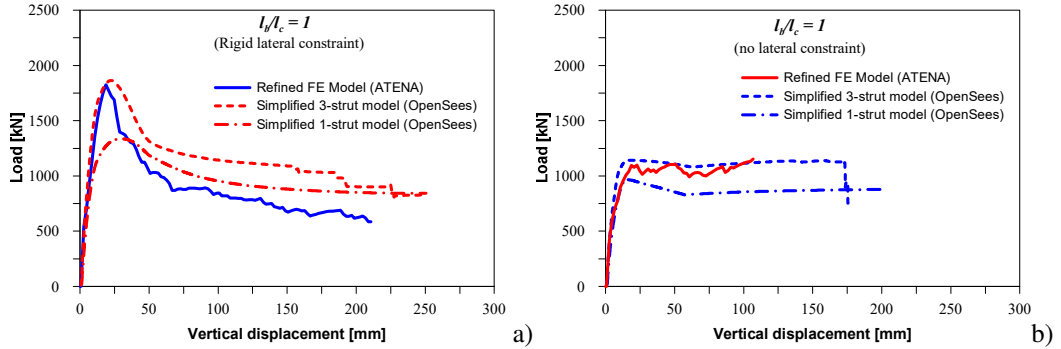 l_b/l_c = 1
(Rigid lateral constraint)
Refined FE Model (ATENA)
Simplified 3-strut model (OpenSees)
Simplified 1-strut model (OpenSees)
Load [kN]
2500
2000
1500
1000
500
0
0 50 100 150 200 250 300
Vertical displacement [mm]
a)
l_b/l_c = 1
(no lateral constraint)
Refined FE Model (ATENA)
Simplified 3-strut model (OpenSees)
Simplified 1-strut model (OpenSees)
Load [kN]
2500
2000
1500
1000
500
0
0 50 100 150 200 250 300
Vertical displacement [mm]
b)